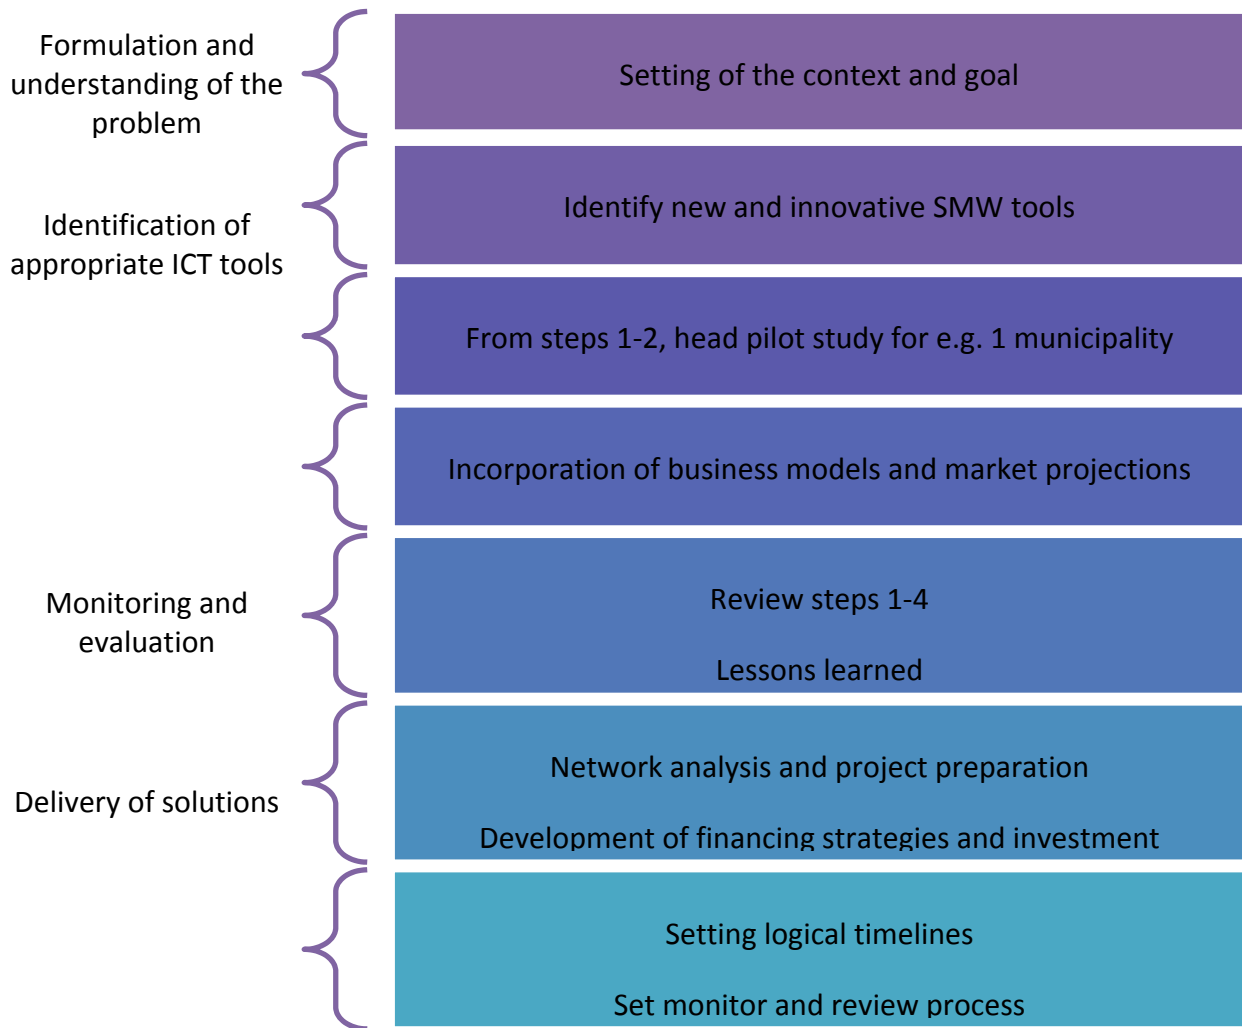 Formulation and
understanding of the
problem
Setting of the context and goal
Identification of
appropriate ICT tools
Identify new and innovative SMW tools
From steps 1-2, head pilot study for e.g. 1 municipality
Incorporation of business models and market projections
Monitoring and
evaluation
Review steps 1-4
Lessons learned
Delivery of solutions
Network analysis and project preparation
Development of financing strategies and investment
Setting logical timelines
Set monitor and review process